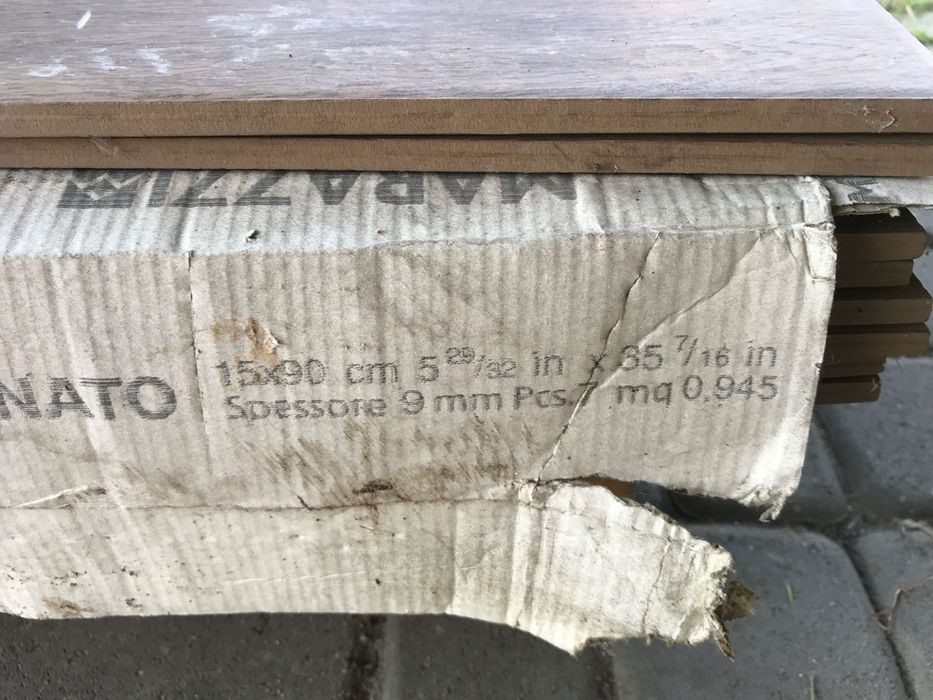 MARAZZI
NATO
15x90 cm 5 29/32 in x 35 7/16 in
Spessore 9 mm Pcs. 7 mq 0.945